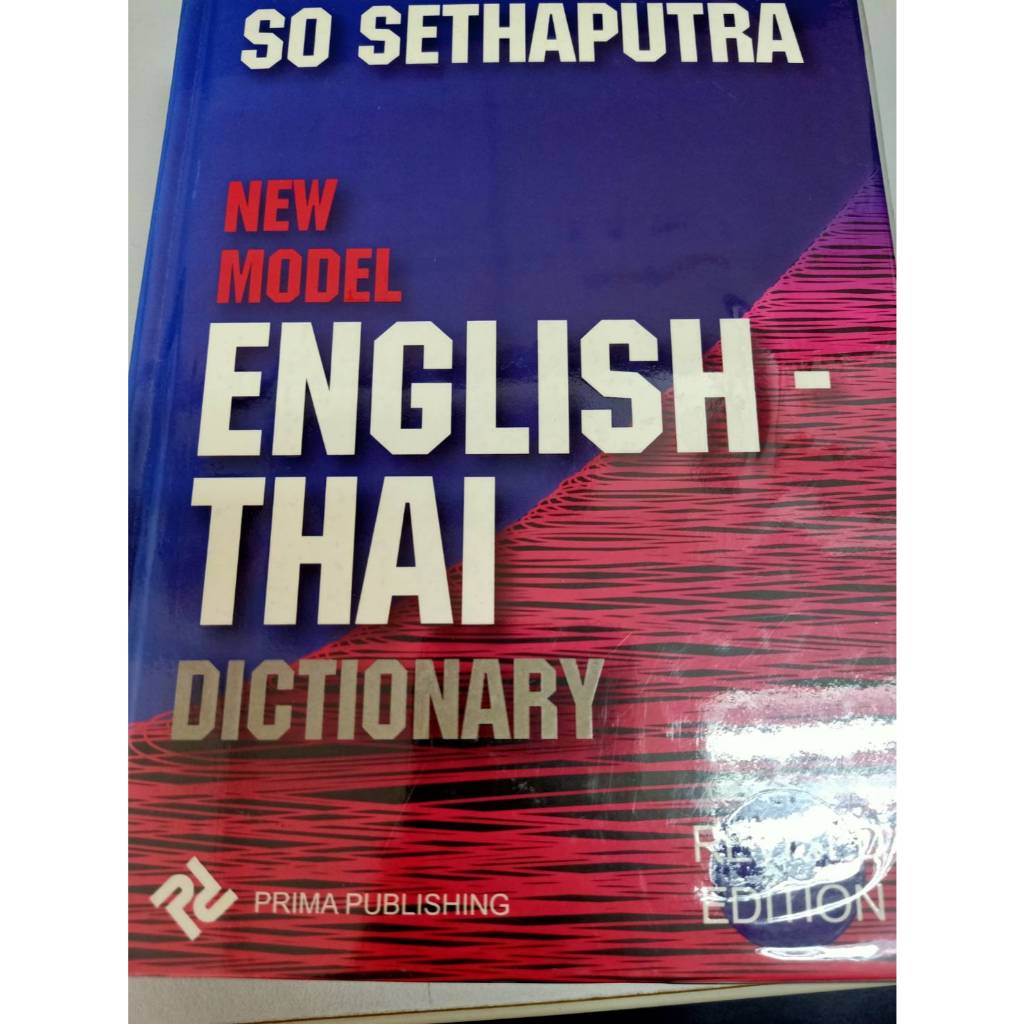 SO SETHAPUTRA
NEW
MODEL
ENGLISH -
THAI
DICTIONARY
PRIMA PUBLISHING
EDITION